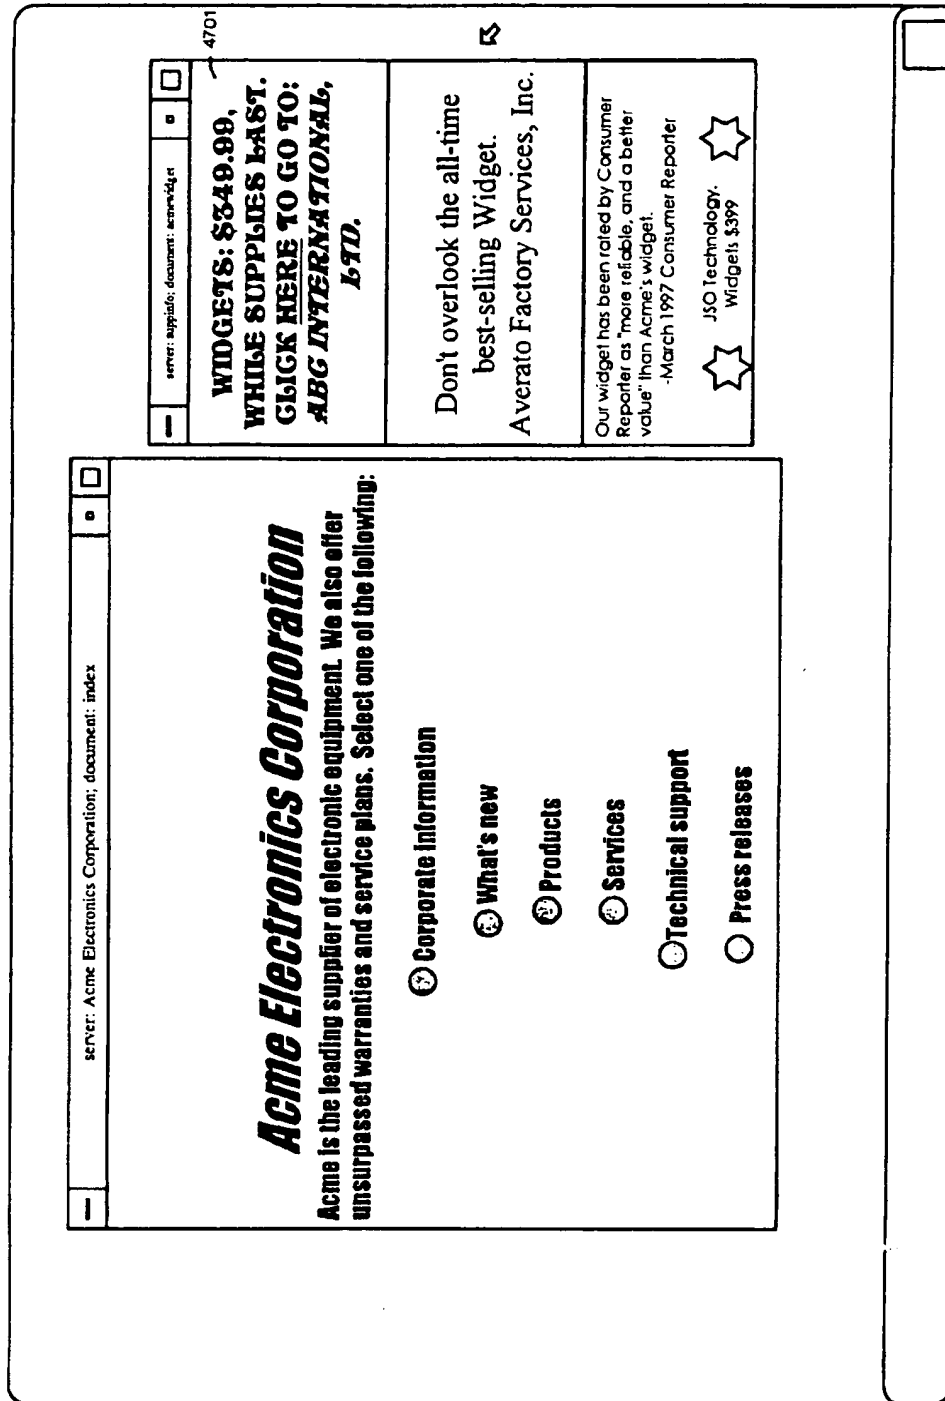 server: Acme Electronics Corporation; document: index
Acme Electronics Corporation
Acme is the leading supplier of electronic equipment. We also offer
unsurpassed warranties and service plans. Select one of the following:
Corporate Information
What's new
Products
Services
Technical support
Press releases
server: suppinfo; document: acmewidget
4701
WIDGETS: $349.99,
WHILE SUPPLIES LAST.
CLICK HERE TO GO TO:
ABC INTERNATIONAL,
LTD.
Don't overlook the all-time
best-selling Widget.
Averato Factory Services, Inc.
Our widget has been rated by Consumer
Reporter as "more reliable, and a better
value" than Acme's widget.
-March 1997 Consumer Reporter
JSO Technology.
Widgets $399